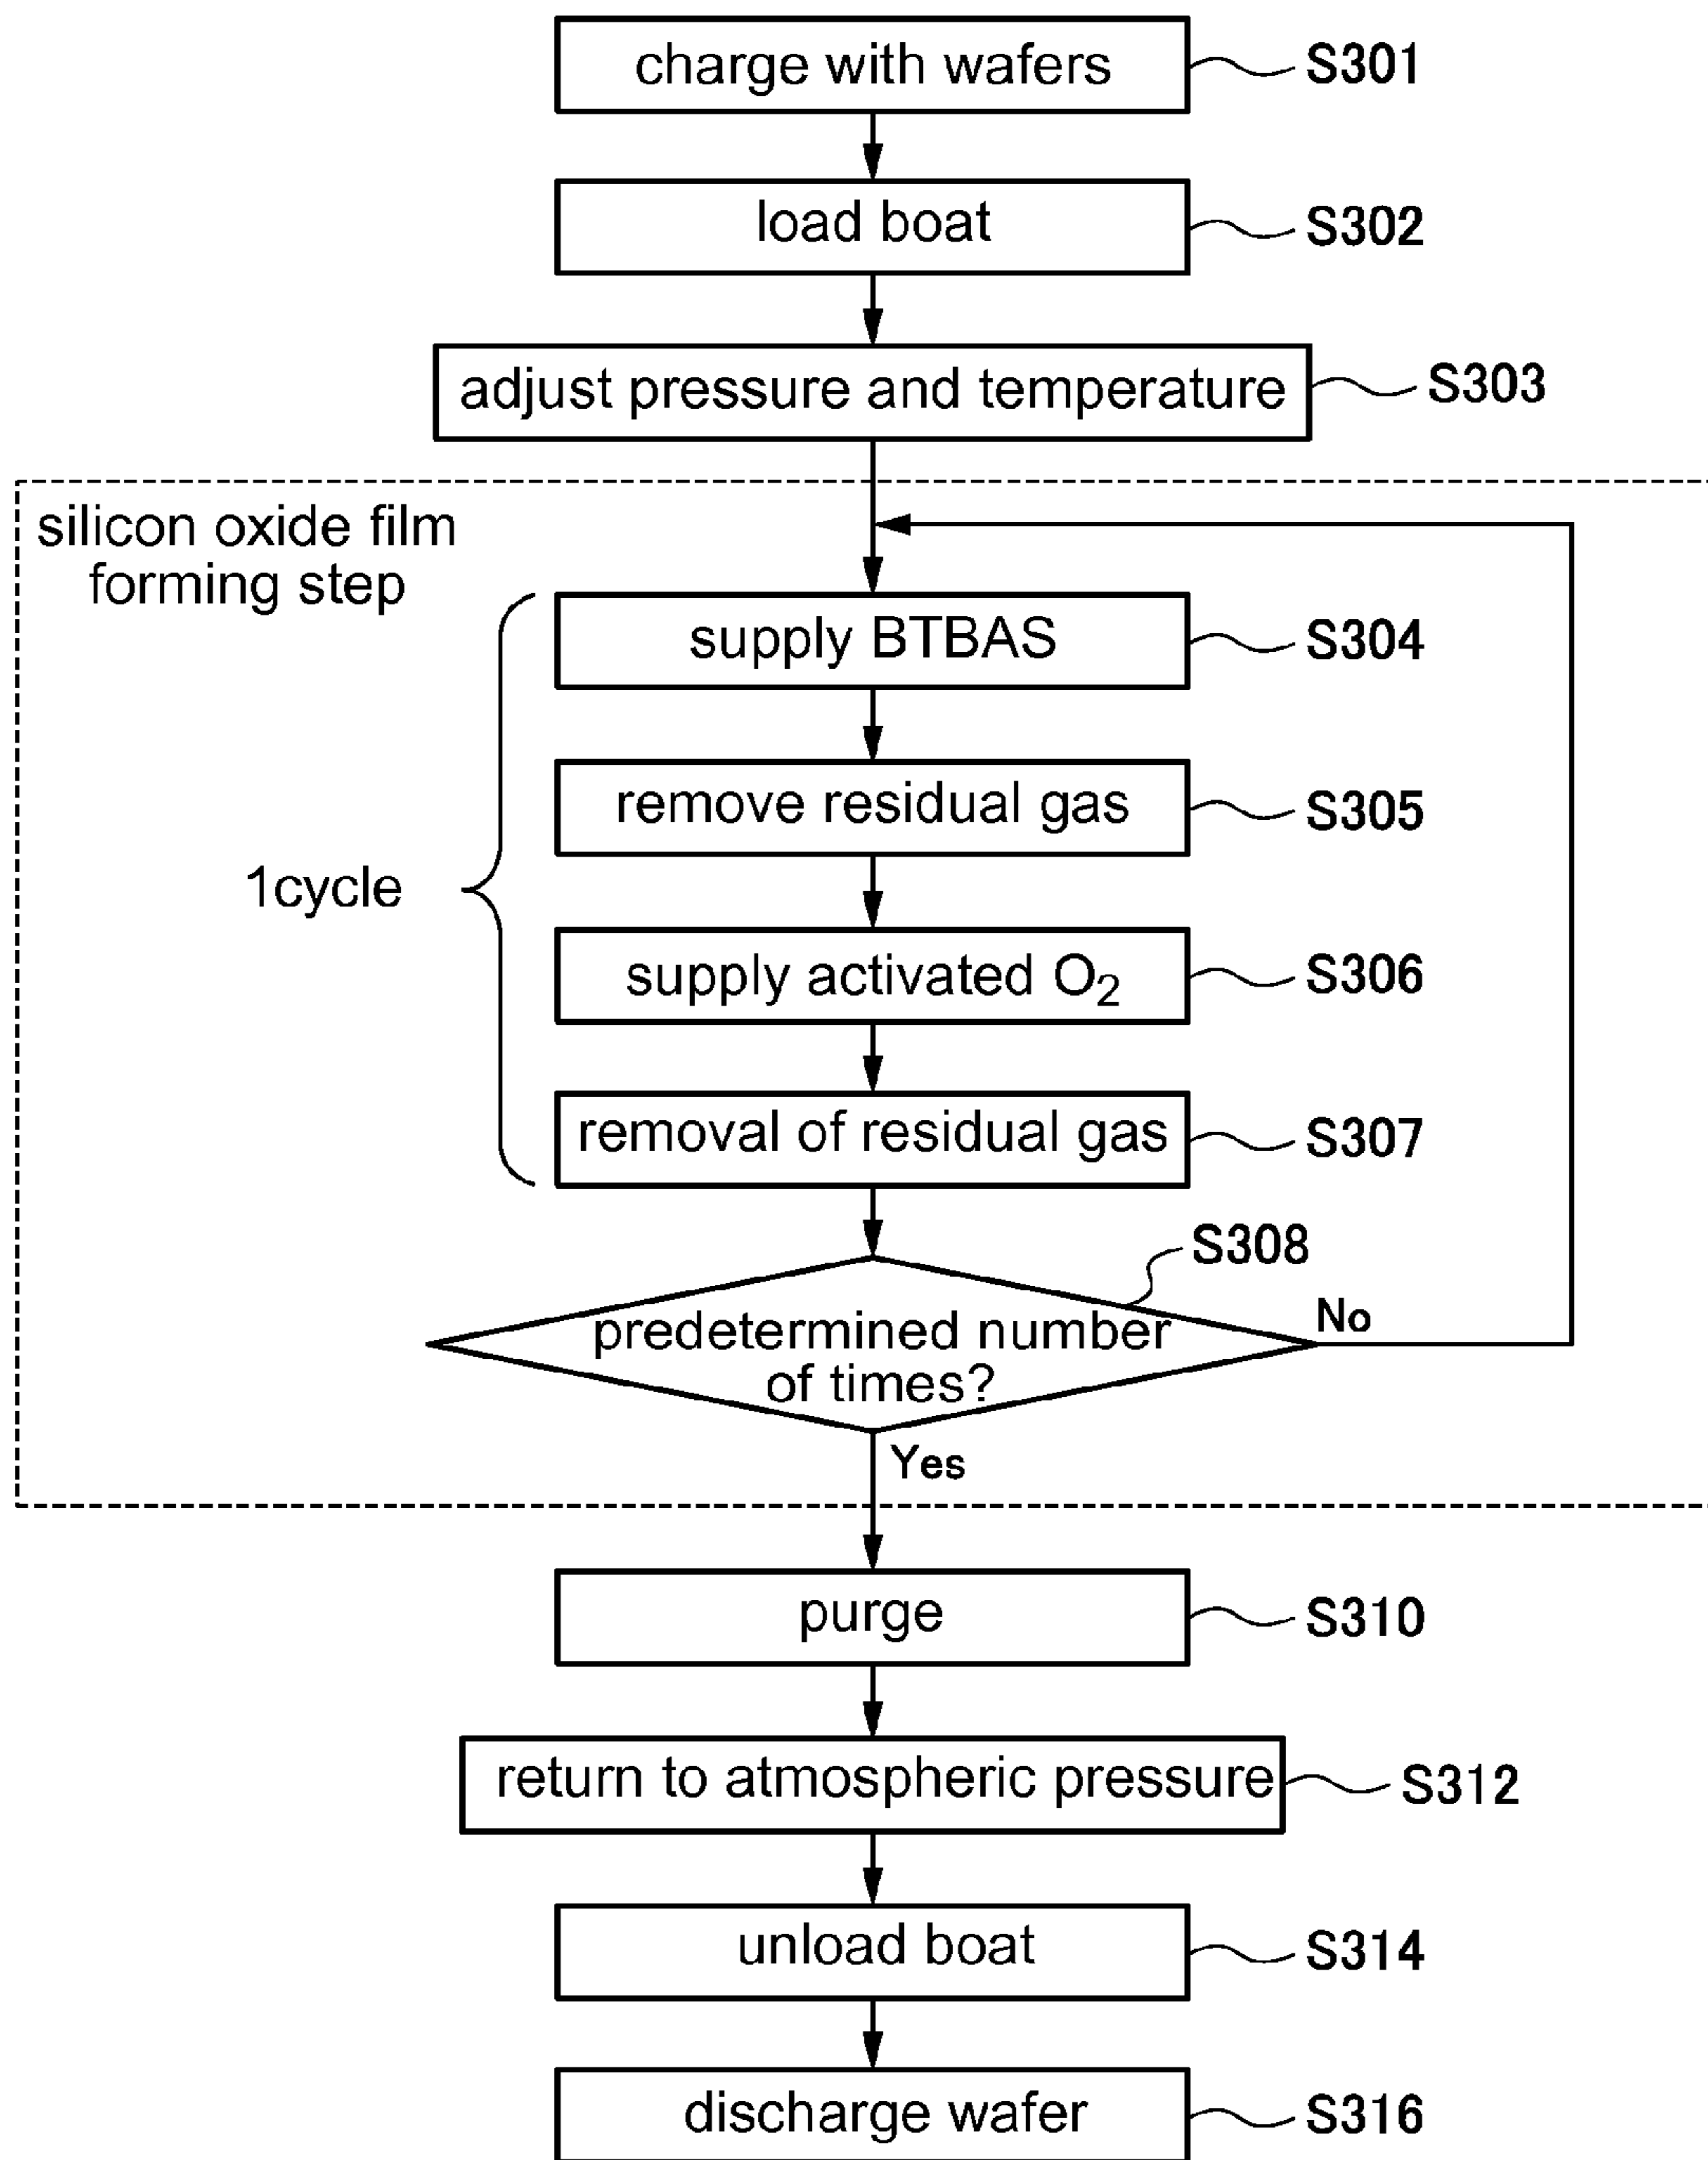 charge with wafers
S301
load boat
S302
adjust pressure and temperature
S303
silicon oxide film
forming step
supply BTBAS
S304
remove residual gas
S305
1cycle
supply activated O₂
S306
removal of residual gas
S307
S308
predetermined number
of times?
No
Yes
purge
S310
return to atmospheric pressure
S312
unload boat
S314
discharge wafer
S316